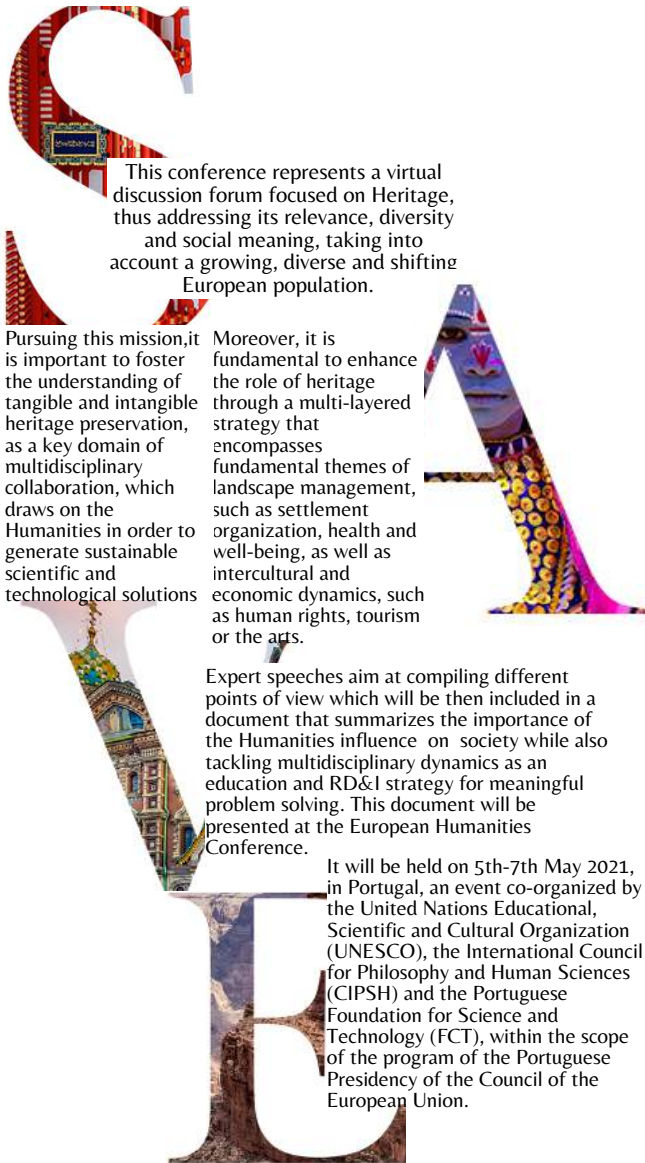 S
This conference represents a virtual
discussion forum focused on Heritage,
thus addressing its relevance, diversity
and social meaning, taking into
account a growing, diverse and shifting
European population.
A
Pursuing this mission,it
is important to foster
the understanding of
tangible and intangible
heritage preservation,
as a key domain of
multidisciplinary
collaboration, which
draws on the
Humanities in order to
generate sustainable
scientific and
technological solutions
Moreover, it is
fundamental to enhance
the role of heritage
through a multi-layered
strategy that
encompasses
fundamental themes of
landscape management,
such as settlement
organization, health and
well-being, as well as
intercultural and
economic dynamics, such
as human rights, tourism
or the arts.
V
Expert speeches aim at compiling different
points of view which will be then included in a
document that summarizes the importance of
the Humanities influence  on  society while also
tackling multidisciplinary dynamics as an
education and RD&I strategy for meaningful
problem solving. This document will be
presented at the European Humanities
Conference.
E
It will be held on 5th-7th May 2021,
in Portugal, an event co-organized by
the United Nations Educational,
Scientific and Cultural Organization
(UNESCO), the International Council
for Philosophy and Human Sciences
(CIPSH) and the Portuguese
Foundation for Science and
Technology (FCT), within the scope
of the program of the Portuguese
Presidency of the Council of the
European Union.